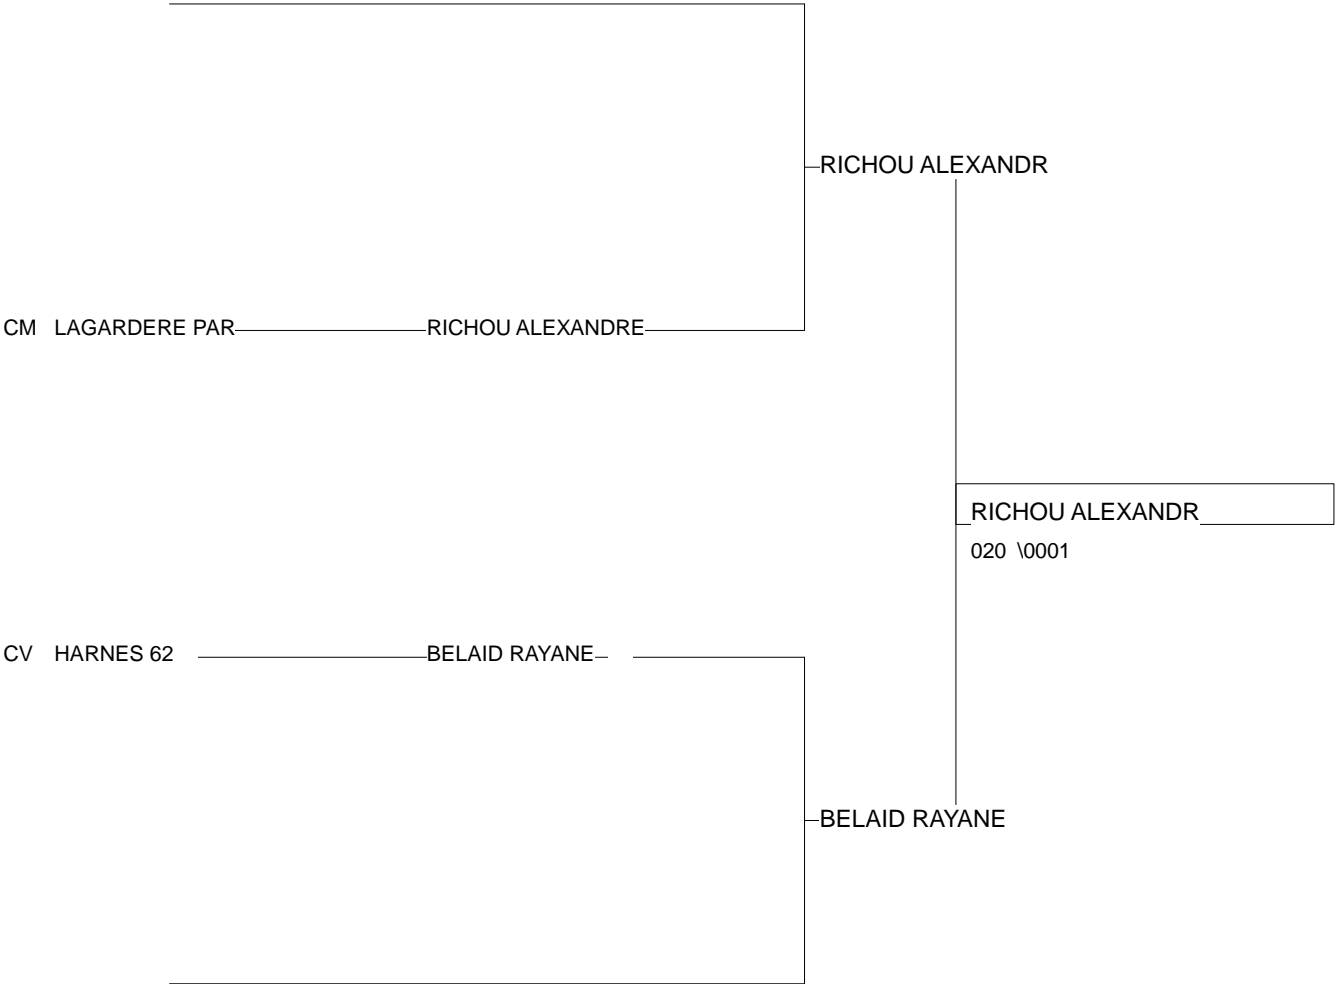 RICHOU ALEXANDR
CM LAGARDERE PAR RICHOU ALEXANDRE
RICHOU ALEXANDR
020 \0001
CV HARNES 62 BELAID RAYANE
BELAID RAYANE